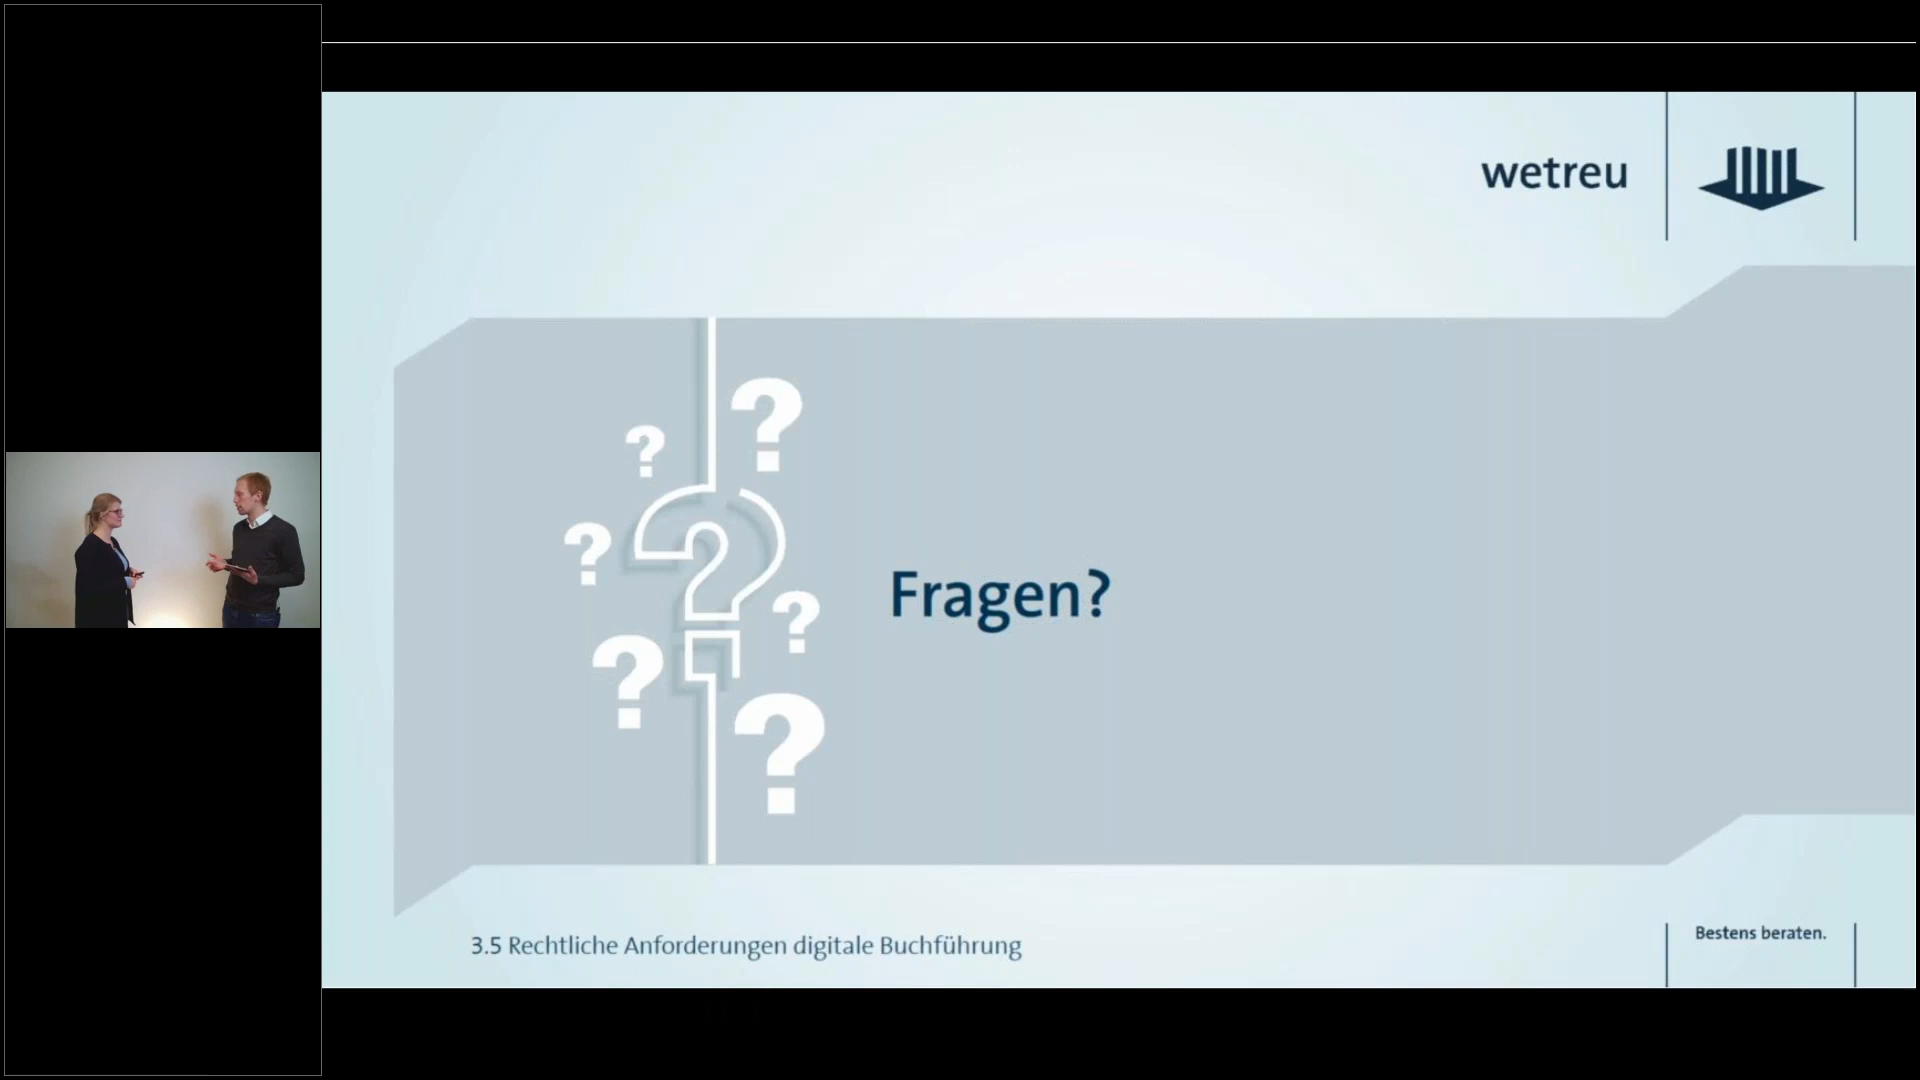 wetreu
Fragen?
3.5 Rechtliche Anforderungen digitale Buchführung
Bestens beraten.